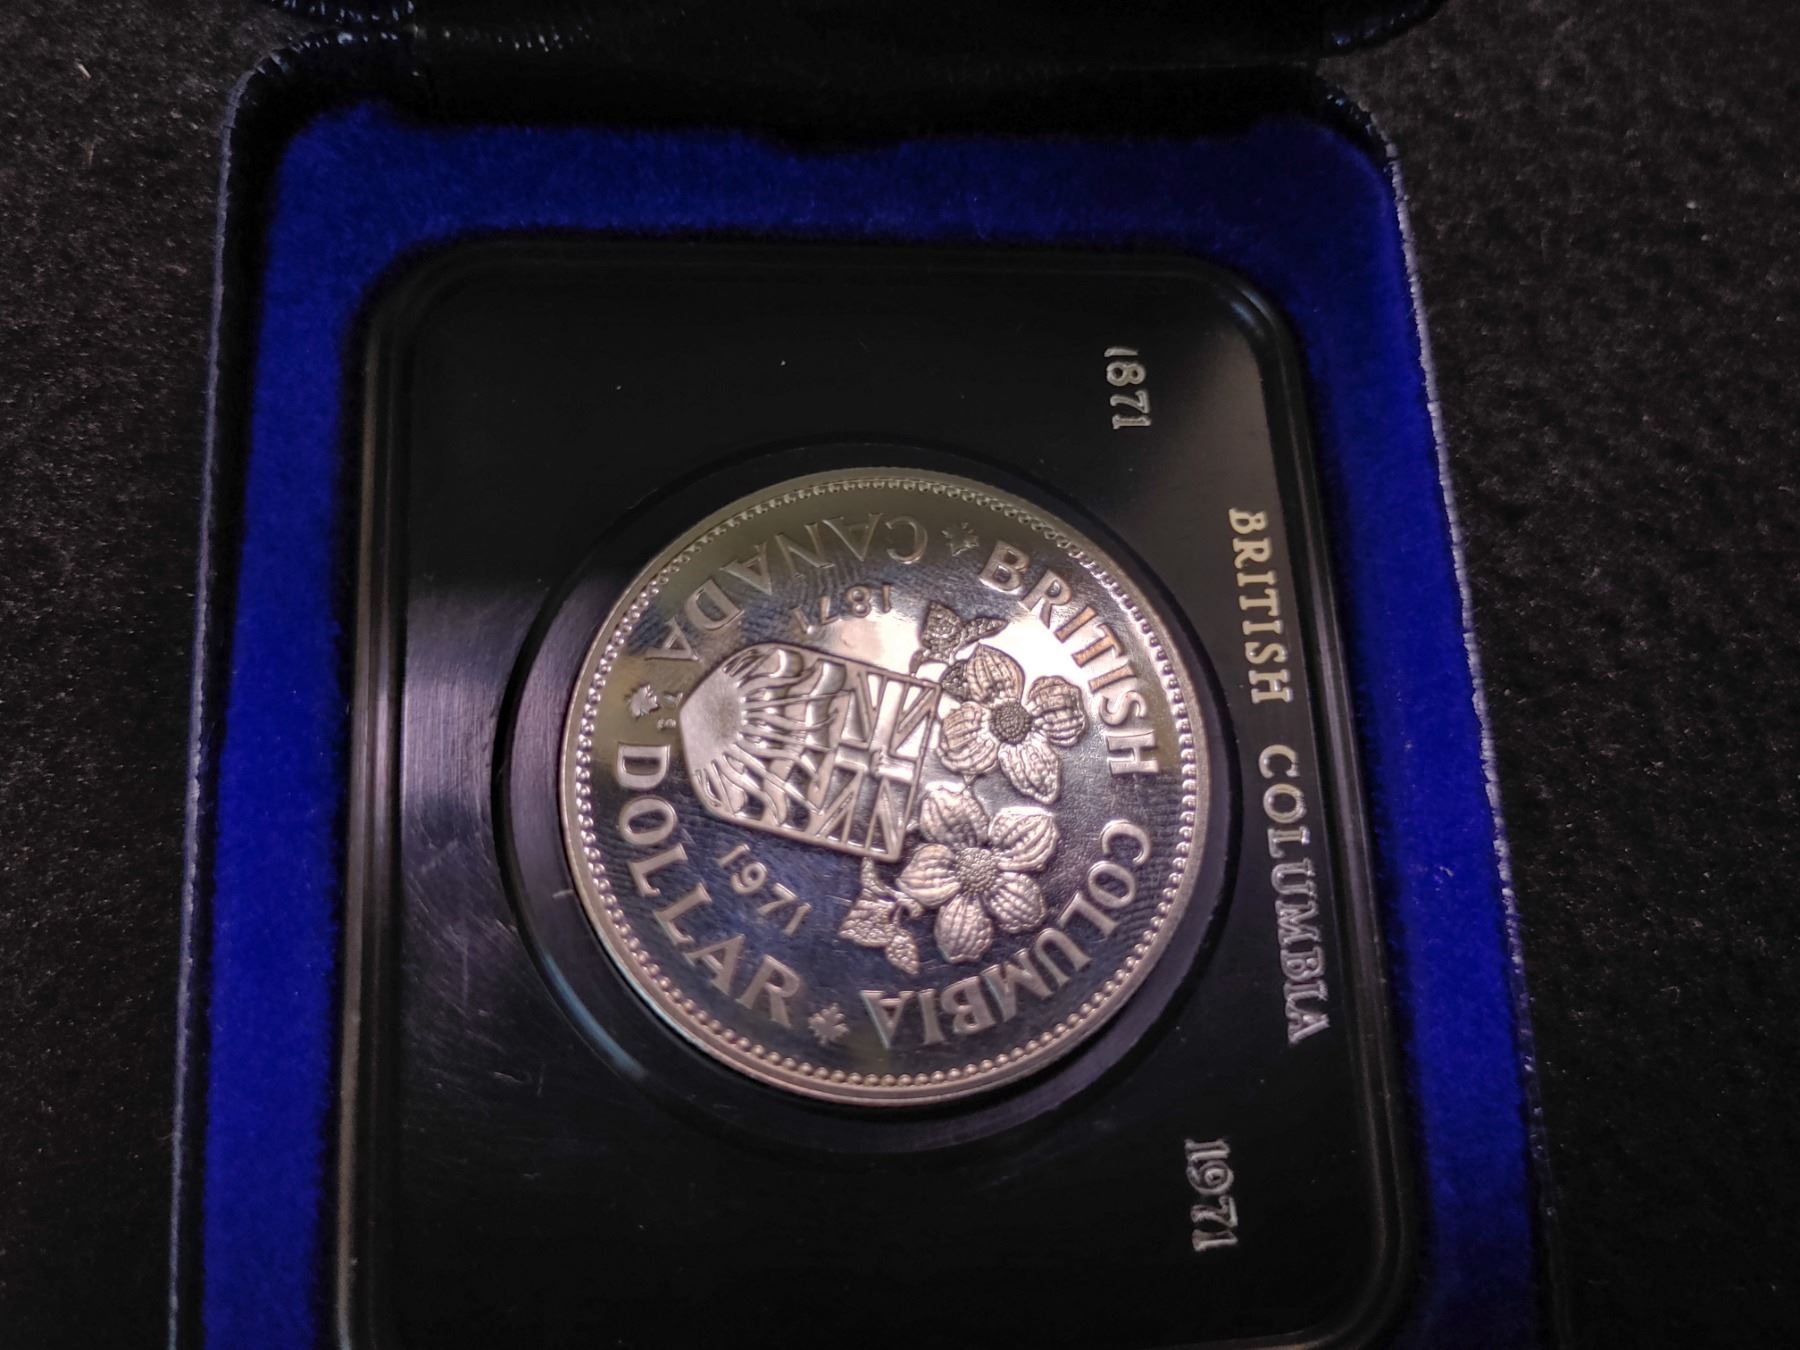 1871
BRITISH COLUMBIA
1971
BRITISH COLUMBIA
1871
1971
CANADA
DOLLAR